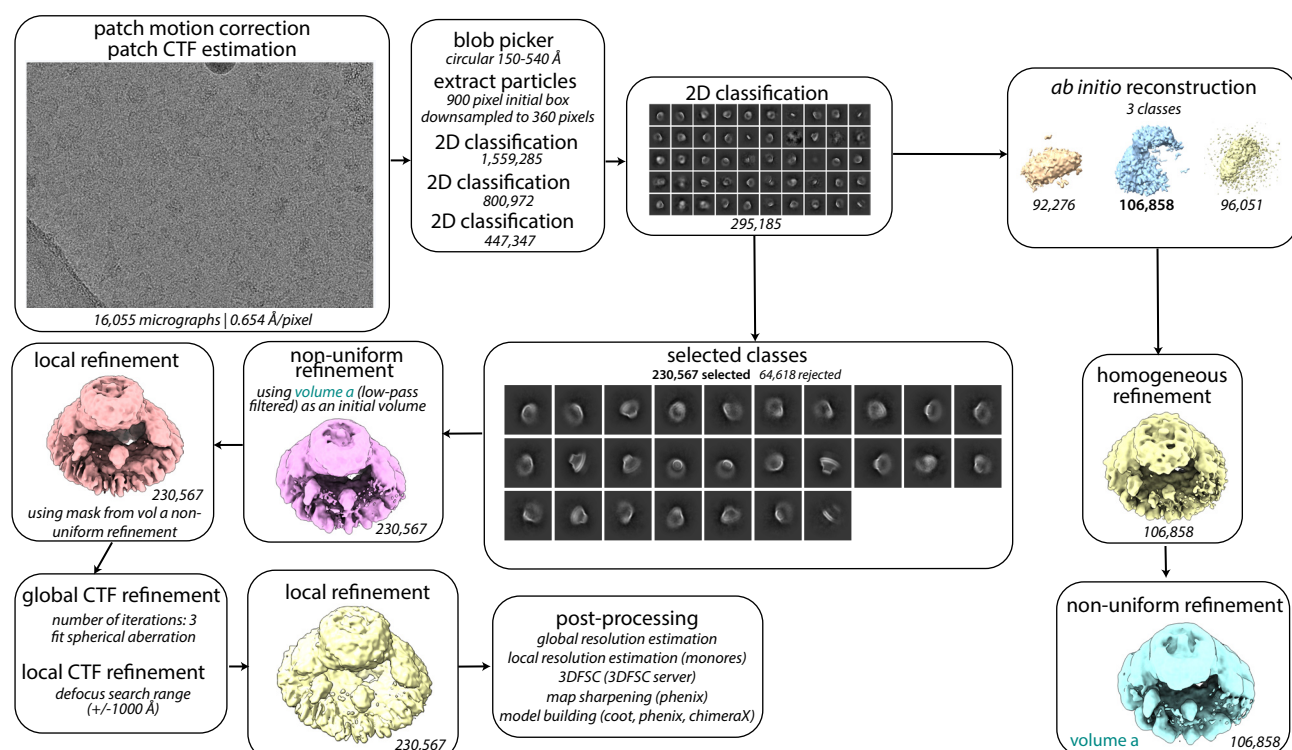 patch motion correction
patch CTF estimation
16,055 micrographs | 0.654 Å/pixel
blob picker
circular 150-540 Å
extract particles
900 pixel initial box
downsampled to 360 pixels
2D classification
1,559,285
2D classification
800,972
2D classification
447,347
2D classification
295,185
ab initio reconstruction
3 classes
92,276
106,858
96,051
local refinement
230,567
using mask from vol a non-
uniform refinement
non-uniform
refinement
using volume a (low-pass
filtered) as an initial volume
230,567
selected classes
230,567 selected 64,618 rejected
homogeneous
refinement
106,858
global CTF refinement
number of iterations: 3
fit spherical aberration
local CTF refinement
defocus search range
(+/-1000 Å)
local refinement
230,567
post-processing
global resolution estimation
local resolution estimation (monores)
3DFSC (3DFSC server)
map sharpening (phenix)
model building (coot, phenix, chimeraX)
non-uniform refinement
volume a
106,858